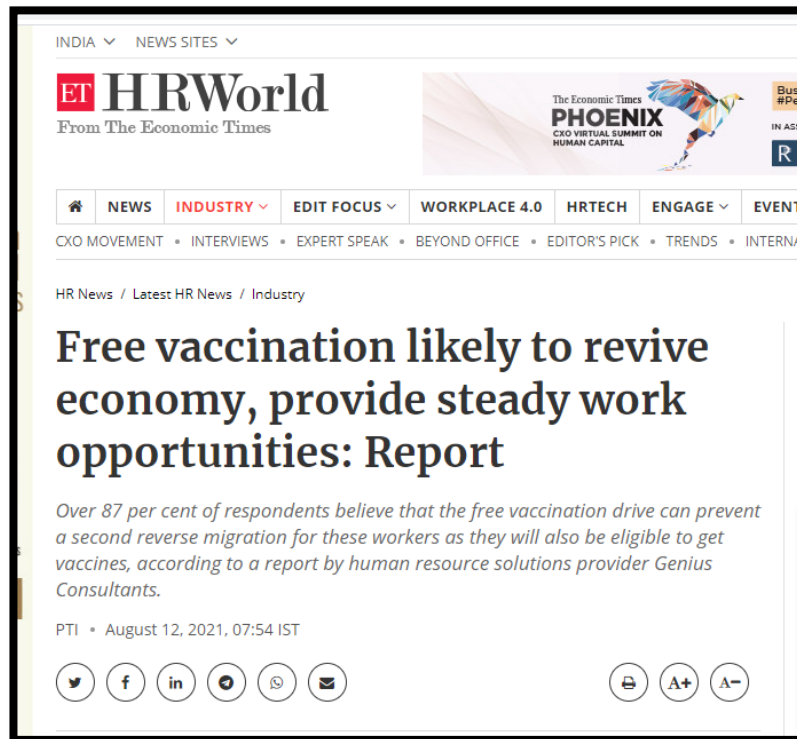 INDIA NEWS SITES
ET HRWorld
From The Economic Times
The Economic Times
PHOENIX
CXO VIRTUAL SUMMIT ON
HUMAN CAPITAL
Bus
#Pe
IN AS
R
NEWS INDUSTRY EDIT FOCUS WORKPLACE 4.0 HRTECH ENGAGE EVENT
CXO MOVEMENT • INTERVIEWS • EXPERT SPEAK • BEYOND OFFICE • EDITOR'S PICK • TRENDS • INTERNA
HR News / Latest HR News / Industry
Free vaccination likely to revive
economy, provide steady work
opportunities: Report
Over 87 per cent of respondents believe that the free vaccination drive can prevent
a second reverse migration for these workers as they will also be eligible to get
vaccines, according to a report by human resource solutions provider Genius
Consultants.
PTI • August 12, 2021, 07:54 IST
A+ A-